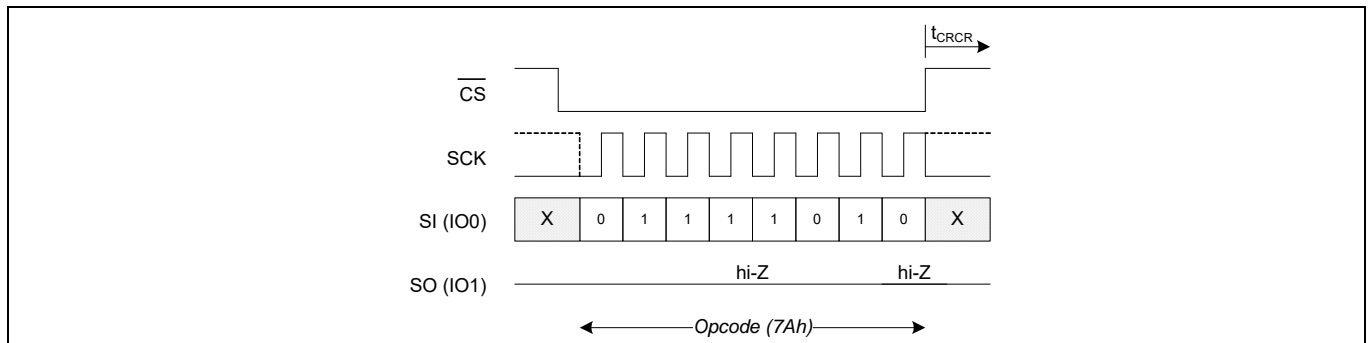 tCRCR
CS
SCK
SI (IO0) X 0 1 1 1 1 0 1 0 X
SO (IO1) hi-Z hi-Z
Opcode (7Ah)